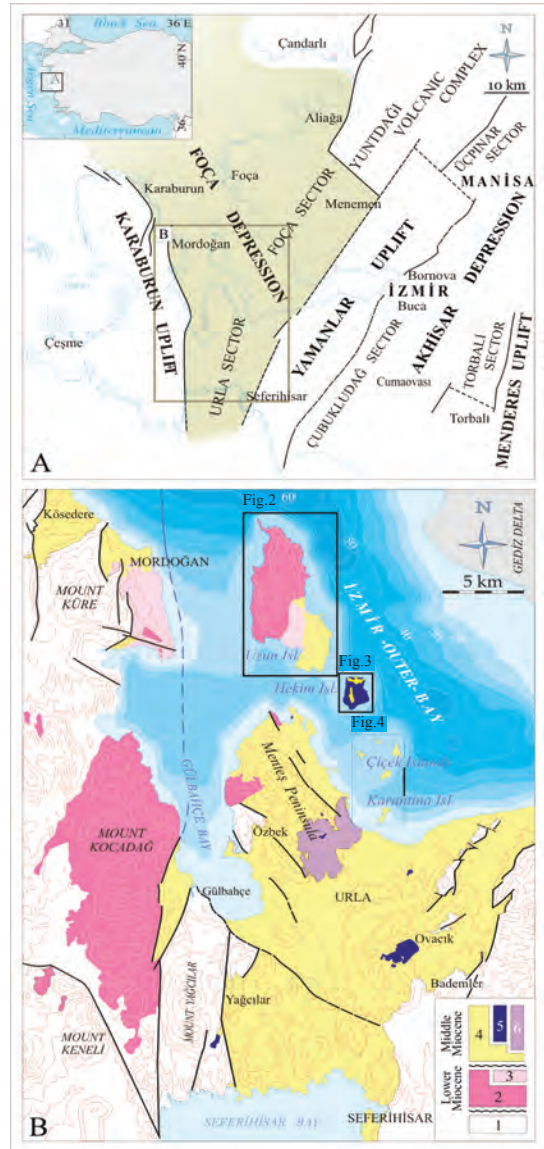 31
Black Sea
36 E
40 N
Aegean Sea
A
Mediterranean
36
N
10 km
Çandarlı
Aliağa
YUNTDAĞI
VOLCANIC
COMPLEX
ÜÇPINAR
SECTOR
MANİSA
FOÇA
DEPRESSION
Foça
FOÇA SECTOR
Karaburun
Menemen
B
Mordoğan
KARABURUN UPLIFT
UPLIFT
YAMANLAR
Bornova
İZMİR
Buca
DEPRESSION
AKHİSAR
Çeşme
URLA SECTOR
Seferihisar
ÇUBUKLUDAĞ SECTOR
Cumaovası
TORBALI
SECTOR
Torbalı
MENDERES UPLIFT
A
Fig.2
60
Kösedere
N
GEDİZ DELTA
50
MORDOĞAN
MOUNT
KÜRE
5 km
İZMİR-OUTER-BAY
40
Uzun Isl.
Fig.3
Hekim Isl.
Fig.4
Çiçek Islands
Karantina Isl.
GÜLBAHÇE BAY
Menteş Peninsula
MOUNT
KOCADAĞ
Özbek
Gülbahçe
URLA
Ovacık
Bademler
MOUNT YAĞCILAR
Yağcılar
MOUNT
KENELİ
SEFERİHİSAR BAY
SEFERİHİSAR
1
Middle
Miocene
4
5
6
Lower
Miocene
3
2
1
B